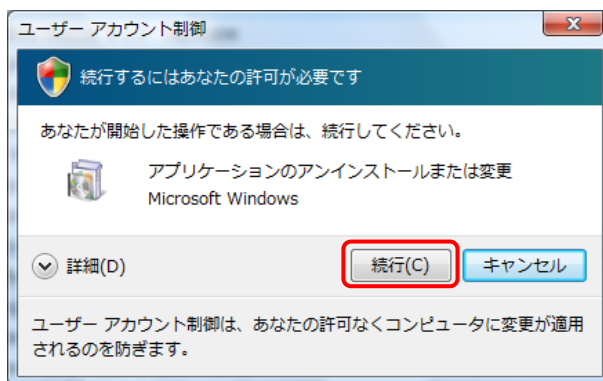 ユーザー アカウント制御
続行するにはあなたの許可が必要です
あなたが開始した操作である場合は、続行してください。
アプリケーションのアンインストールまたは変更
Microsoft Windows
詳細(D)
続行(C)
キャンセル
ユーザー アカウント制御は、あなたの許可なくコンピュータに変更が適用
されるのを防ぎます。